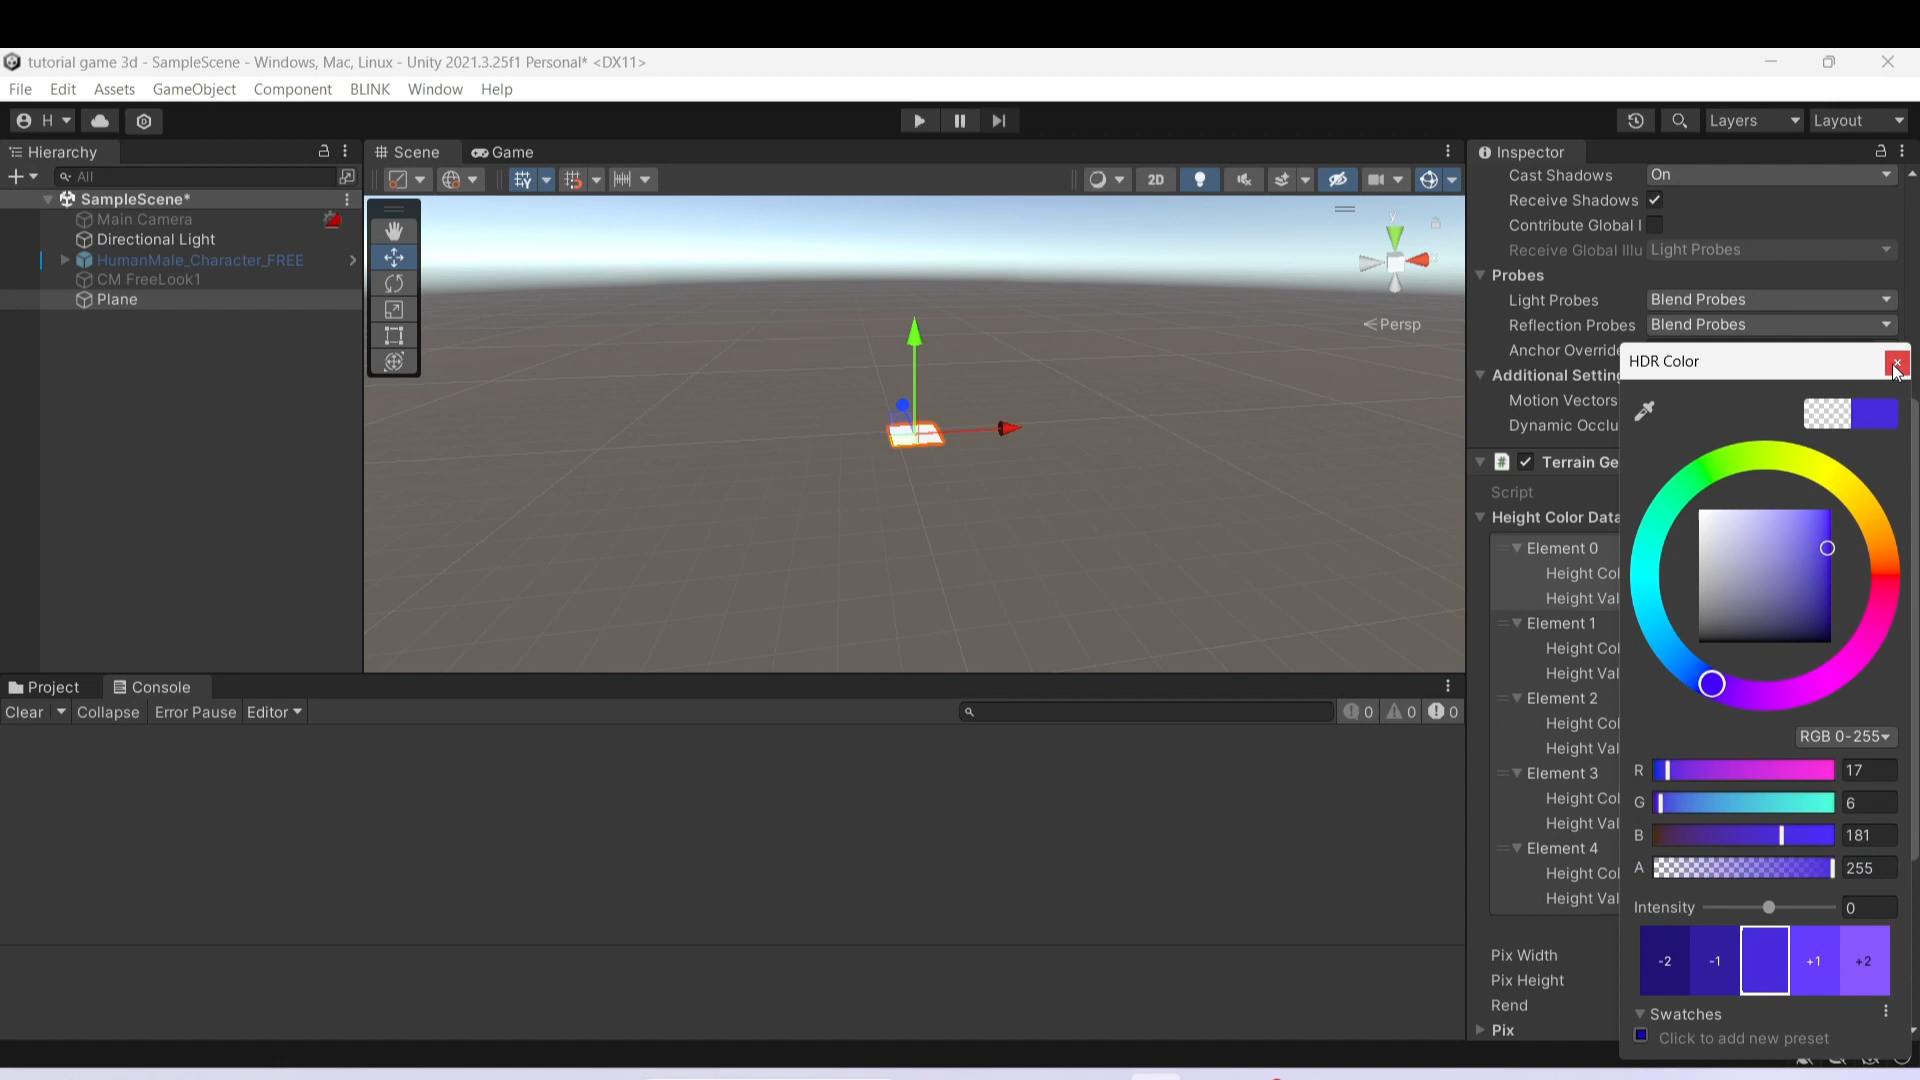 tutorial game 3d - SampleScene - Windows, Mac, Linux - Unity 2021.3.25f1 Personal* <DX11>
File Edit Assets GameObject Component BLINK Window Help
H Layers Layout
Hierarchy
All
SampleScene*
Main Camera
Directional Light
HumanMale_Character_FREE
CM FreeLook1
Plane
Scene Game
2D
y
Persp
Project Console
Clear Collapse Error Pause Editor
0 0 0
Inspector
Cast Shadows On
Receive Shadows
Contribute Global I
Receive Global Illu Light Probes
Probes
Light Probes Blend Probes
Reflection Probes Blend Probes
Anchor Override
Additional Setting
Motion Vectors
Dynamic Occlu
Terrain Ge
Script
Height Color Data
Element 0
Height Col
Height Val
Element 1
Height Col
Height Val
Element 2
Height Col
Height Val
Element 3
Height Col
Height Val
Element 4
Height Col
Height Val
Pix Width
Pix Height
Rend
Pix
HDR Color
RGB 0-255
R 17
G 6
B 181
A 255
Intensity 0
-2 -1 +1 +2
Swatches
Click to add new preset